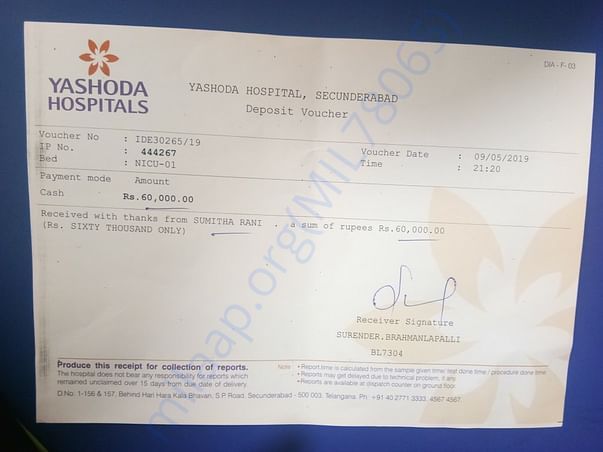 DIA - F- 03
YASHODA
HOSPITALS
YASHODA HOSPITAL, SECUNDERABAD
Deposit Voucher
Voucher No : IDE30265/19
IP No. : 444267
Bed : NICU-01
Voucher Date : 09/05/2019
Time : 21:20
Payment mode Amount
Cash Rs.60,000.00
Received with thanks from SUMITHA RANI . a sum of rupees Rs.60,000.00
(Rs. SIXTY THOUSAND ONLY)
Receiver Signature
SURENDER.BRAHMANLAPALLI
BL7304
Produce this receipt for collection of reports.
The hospital does not bear any responsibility for reports which
remained unclaimed over 15 days from due date of delivery.
Note : • Report time is calculated from the sample given time/ test done time / procedure done time
• Reports may get delayed due to technical problem, if any
• Reports are available at dispatch counter on ground floor
D.No: 1-156 & 157, Behind Hari Hara Kala Bhavan, S.P. Road, Secunderabad - 500 003. Telangana. Ph: +91 40 2771 3333, 4567 4567